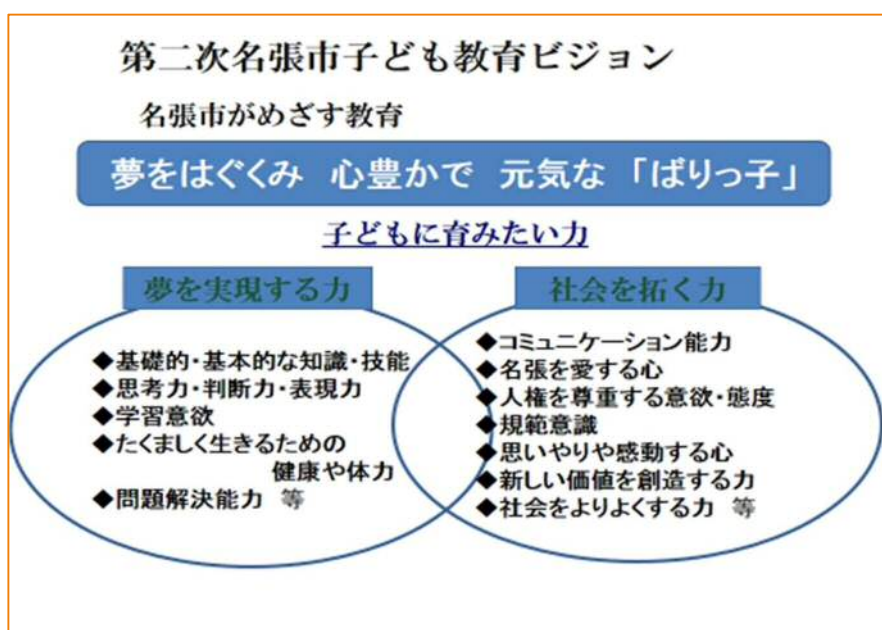 第二次名張市子ども教育ビジョン
名張市がめざす教育
夢をはぐくみ 心豊かで 元気な 「ばりっ子」
子どもに育みたい力
夢を実現する力
◆基礎的・基本的な知識・技能
◆思考力・判断力・表現力
◆学習意欲
◆たくましく生きるための
健康や体力
◆問題解決能力 等
社会を拓く力
◆コミュニケーション能力
◆名張を愛する心
◆人権を尊重する意欲・態度
◆規範意識
◆思いやりや感動する心
◆新しい価値を創造する力
◆社会をよりよくする力 等